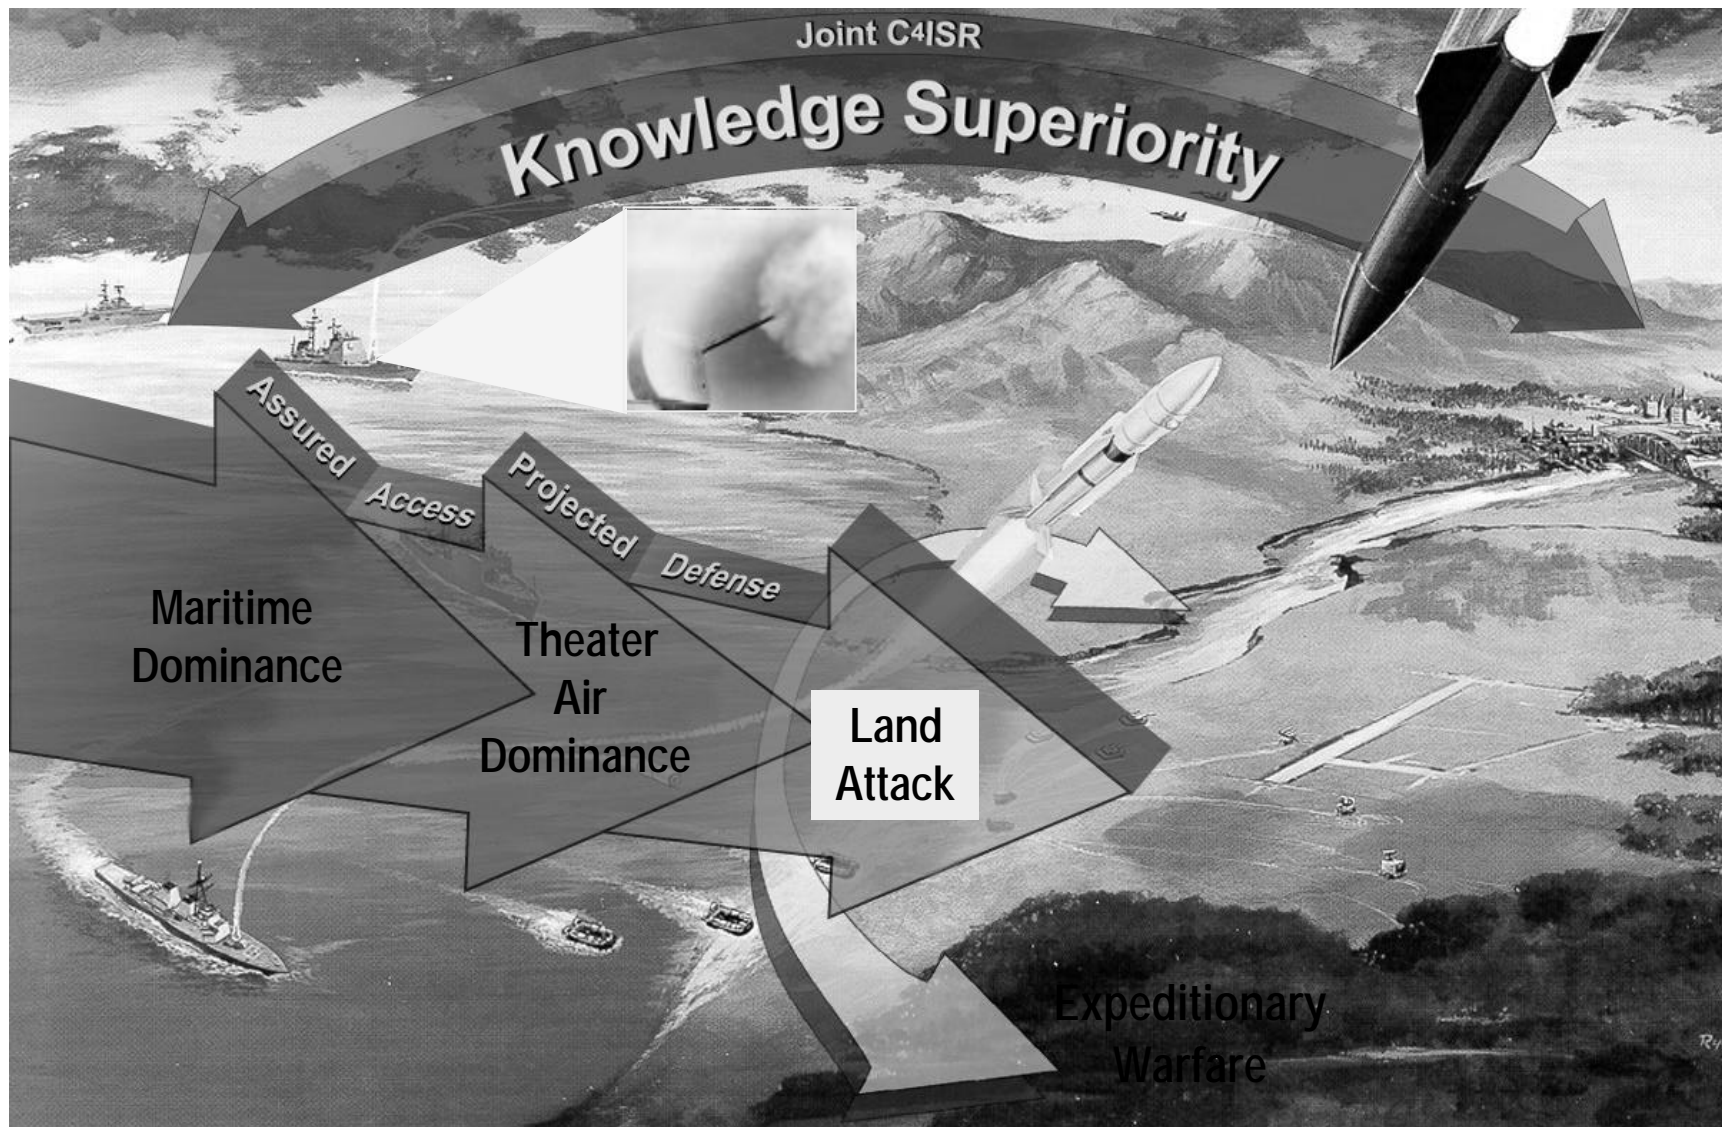 Joint C4ISR
Knowledge Superiority
Assured
Access
Projected
Defense
Maritime
Dominance
Theater
Air
Dominance
Land
Attack
Expeditionary
Warfare